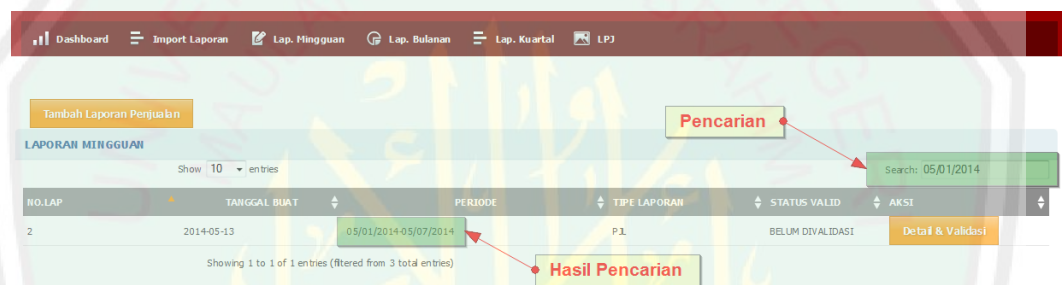 Dashboard Import Laporan Lap. Mingguan Lap. Bulanan Lap. Kuartal LPJ
Tambah Laporan Penjualan
Pencarian
LAPORAN MINGGUAN
Show 10 entries
Search: 05/01/2014
NO.LAP TANGGAL BUAT PERIODE TIPE LAPORAN STATUS VALID AKSI
2 2014-05-13 05/01/2014-05/07/2014 PJL BELUM DIVALIDASI Detail & Validasi
Showing 1 to 1 of 1 entries (filtered from 3 total entries)
Hasil Pencarian